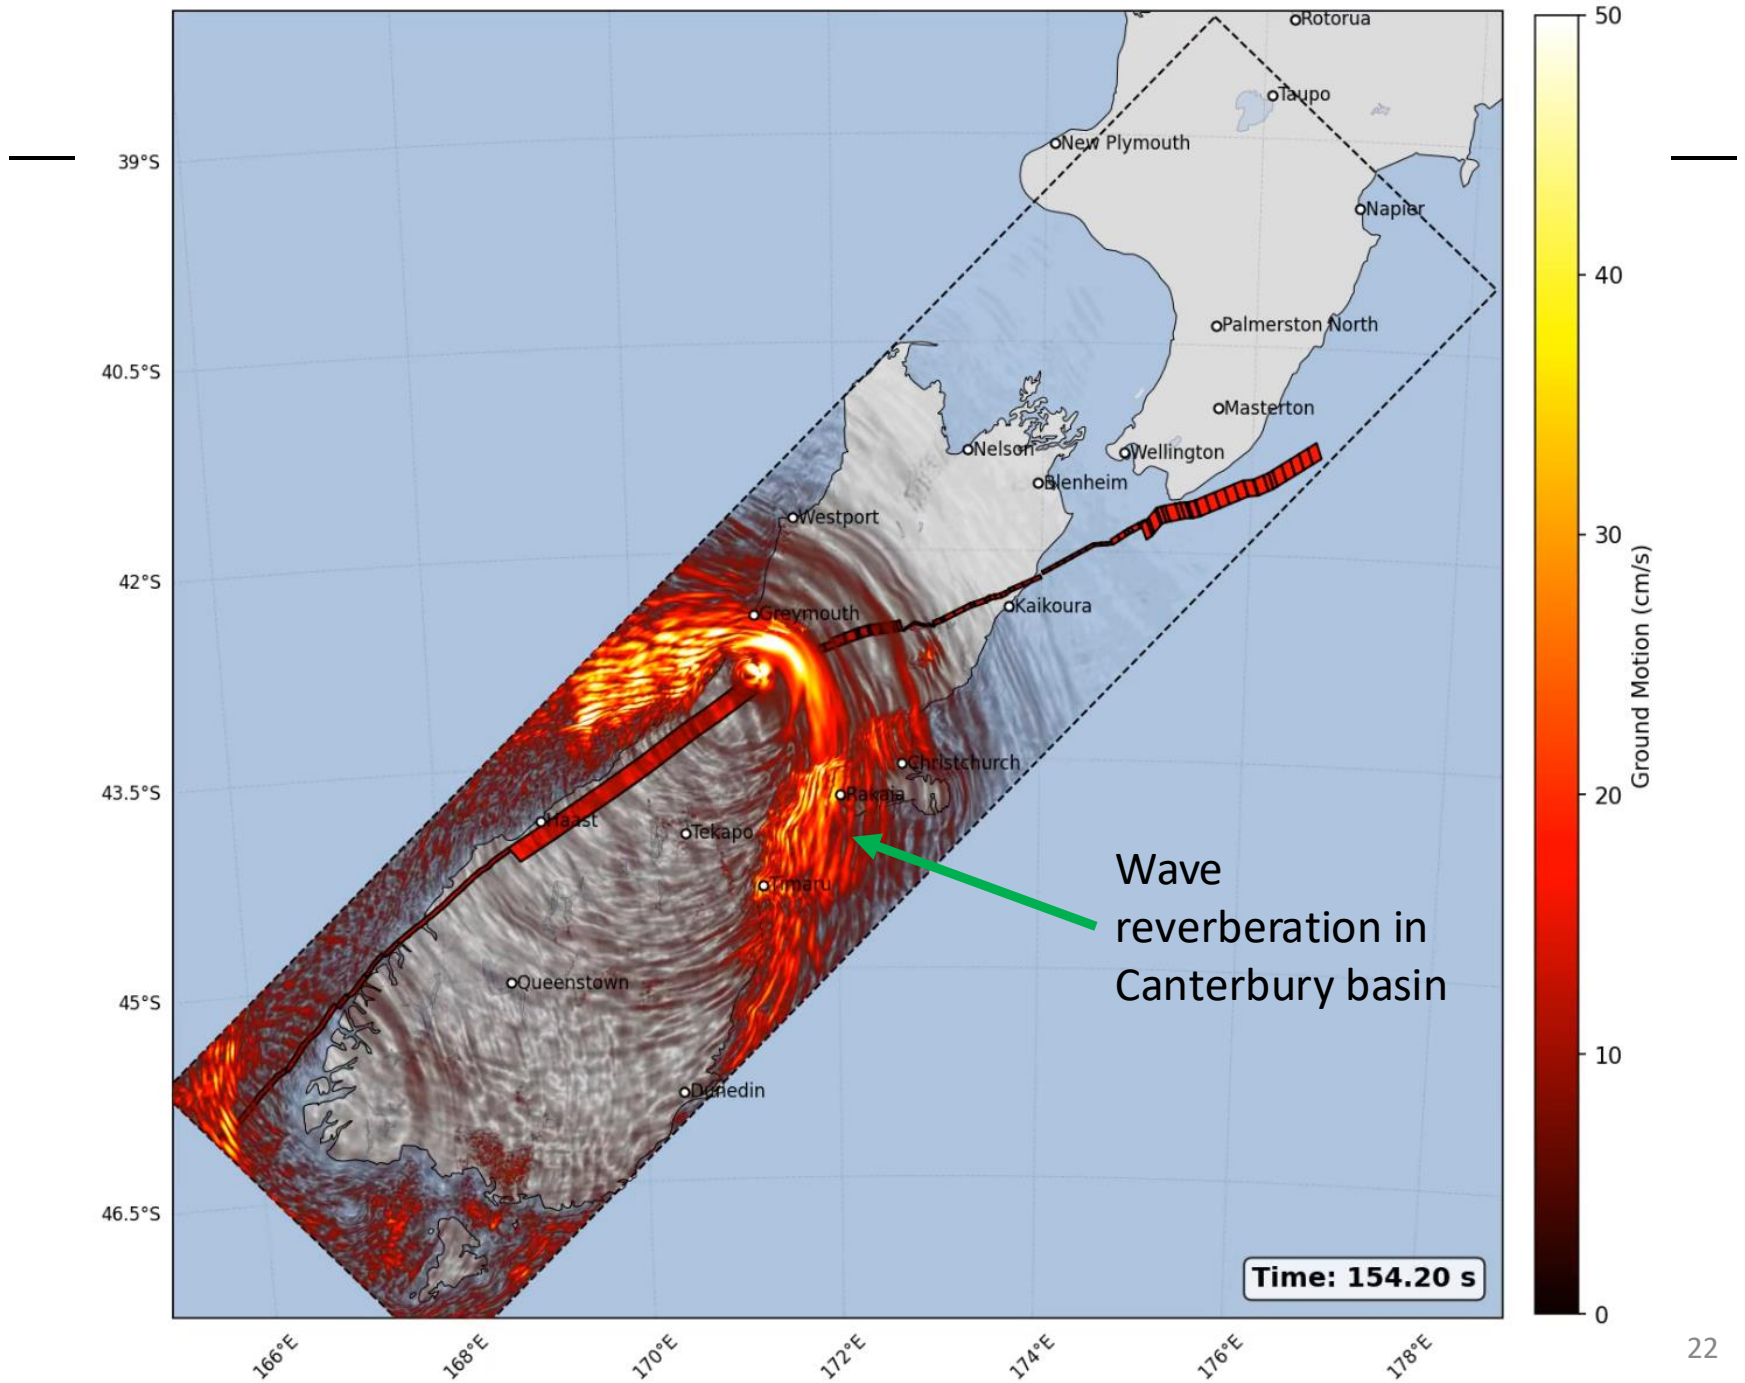 50
Rotorua
Taupo
New Plymouth
39°S
Napier
40
Palmerston North
40.5°S
Masterton
Nelson
Wellington
Blenheim
Westport
30
42°S
Greymouth
Kaikoura
Ground Motion (cm/s)
Christchurch
43.5°S
Rakaia
20
Haast
Tekapo
Timaru
Wave
reverberation in
Canterbury basin
Queenstown
45°S
10
Dunedin
46.5°S
Time: 154.20 s
0
166°E
168°E
170°E
172°E
174°E
176°E
178°E
22